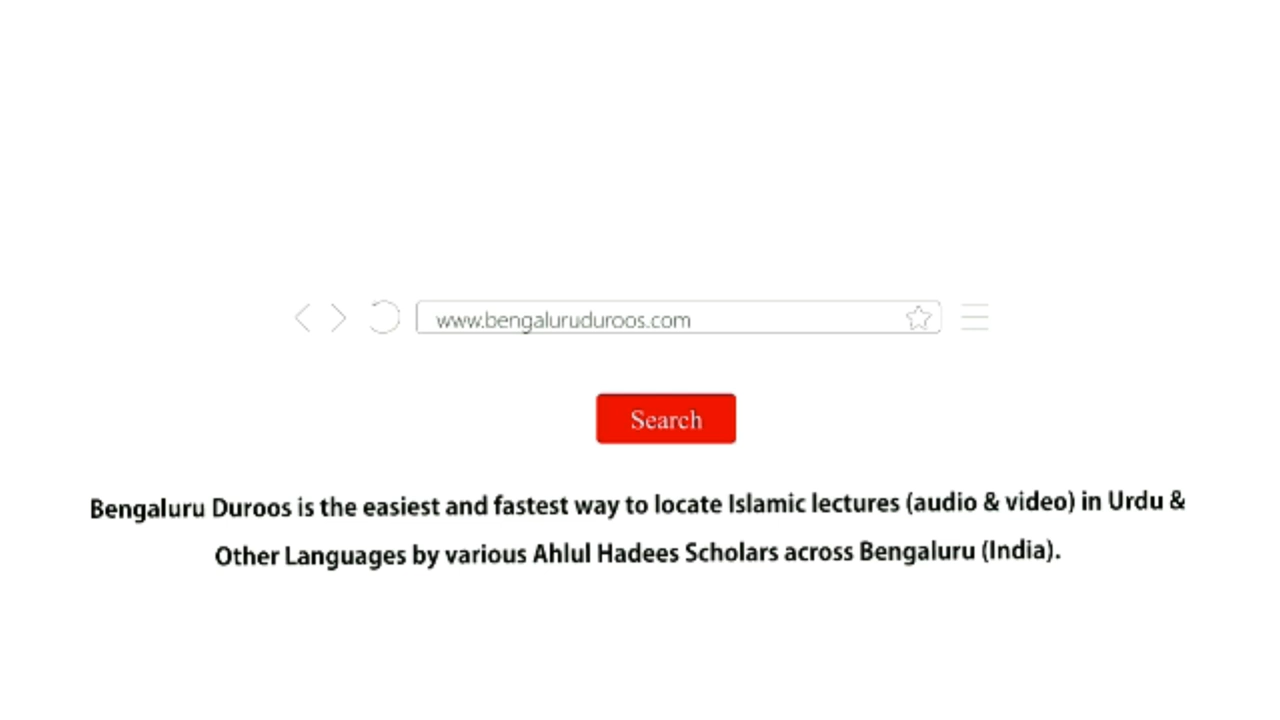 www.bengaluruduroos.com
Search
Bengaluru Duroos is the easiest and fastest way to locate Islamic lectures (audio & video) in Urdu &
Other Languages by various Ahlul Hadees Scholars across Bengaluru (India).